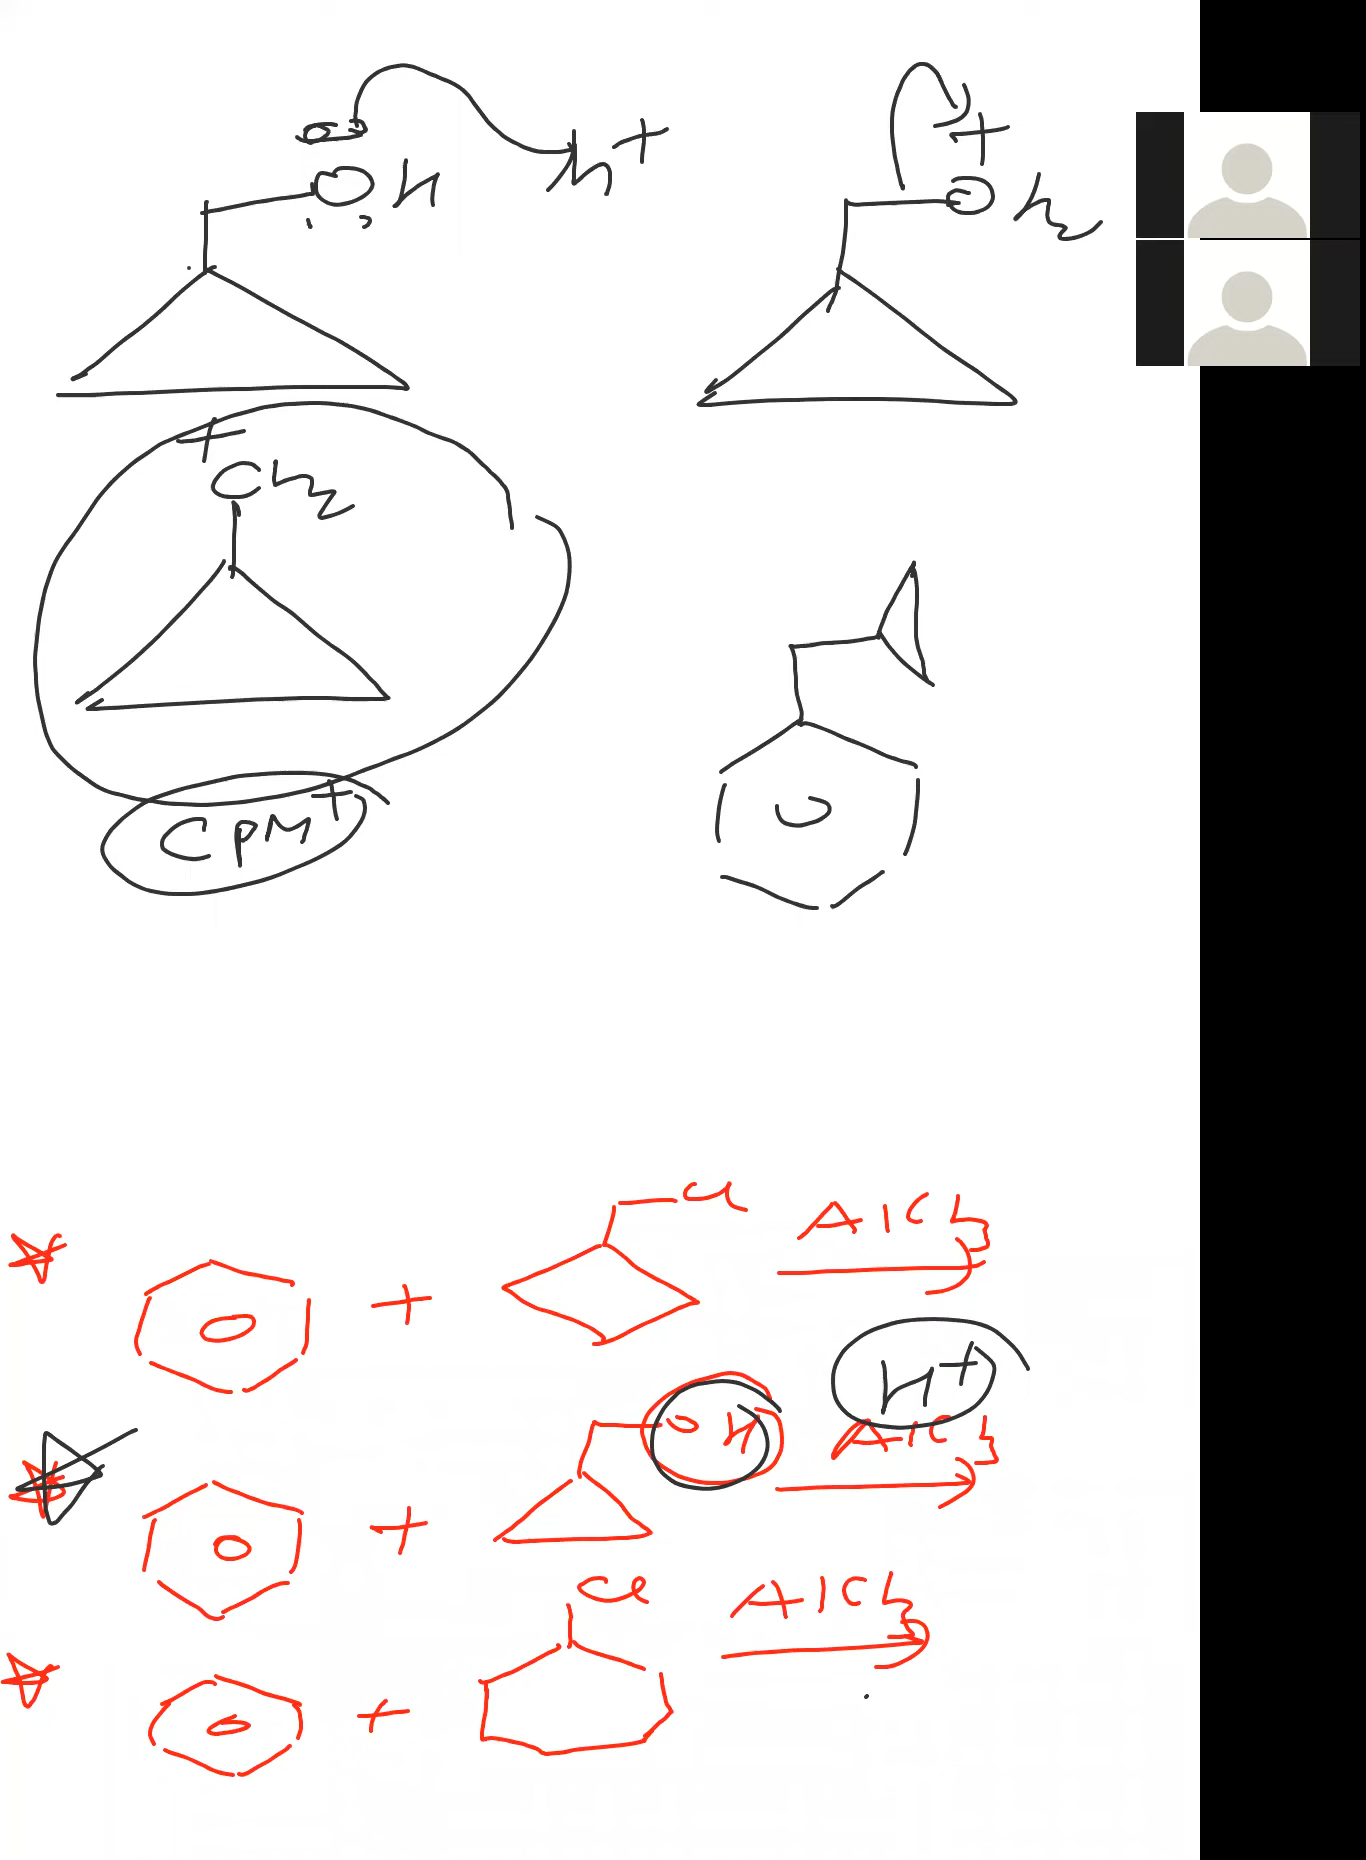 OH H+
+
OH2
+
CH2
CPM+
Cl AlCl3
+
H+
OH AlCl3
+
Cl AlCl3
+